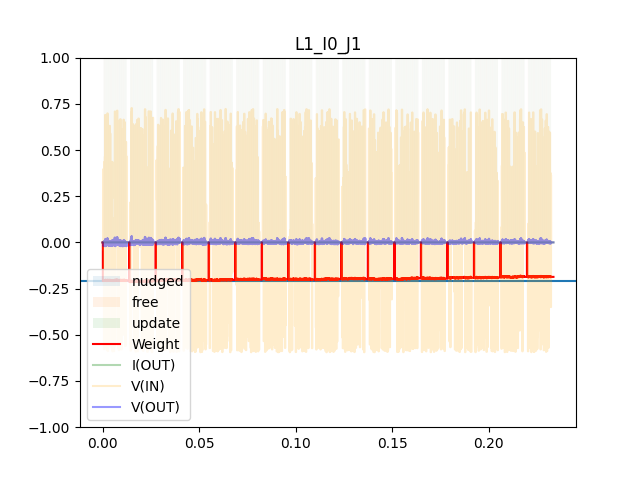 L1_I0_J1
1.00
0.75
0.50
0.25
0.00
−0.25
−0.50
−0.75
−1.00
nudged
free
update
Weight
I(OUT)
V(IN)
V(OUT)
0.00
0.05
0.10
0.15
0.20